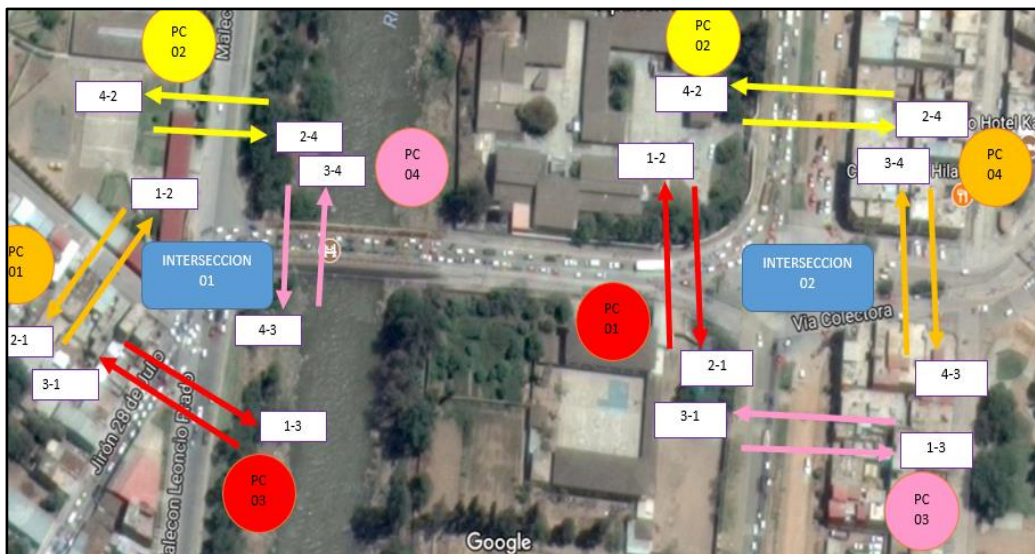 PC
02
4-2
2-4
3-4
1-2
PC
04
PC
01
INTERSECCION
01
2-1
3-1
4-3
1-3
PC
03
Jirón 28 de Julio
Malecon Leoncio Prado
Malec
PC
02
4-2
2-4
o Hotel Ka
3-4
1-2
Hila
PC
04
INTERSECCION
02
PC
01
Via Colectora
2-1
4-3
3-1
1-3
PC
03
Google